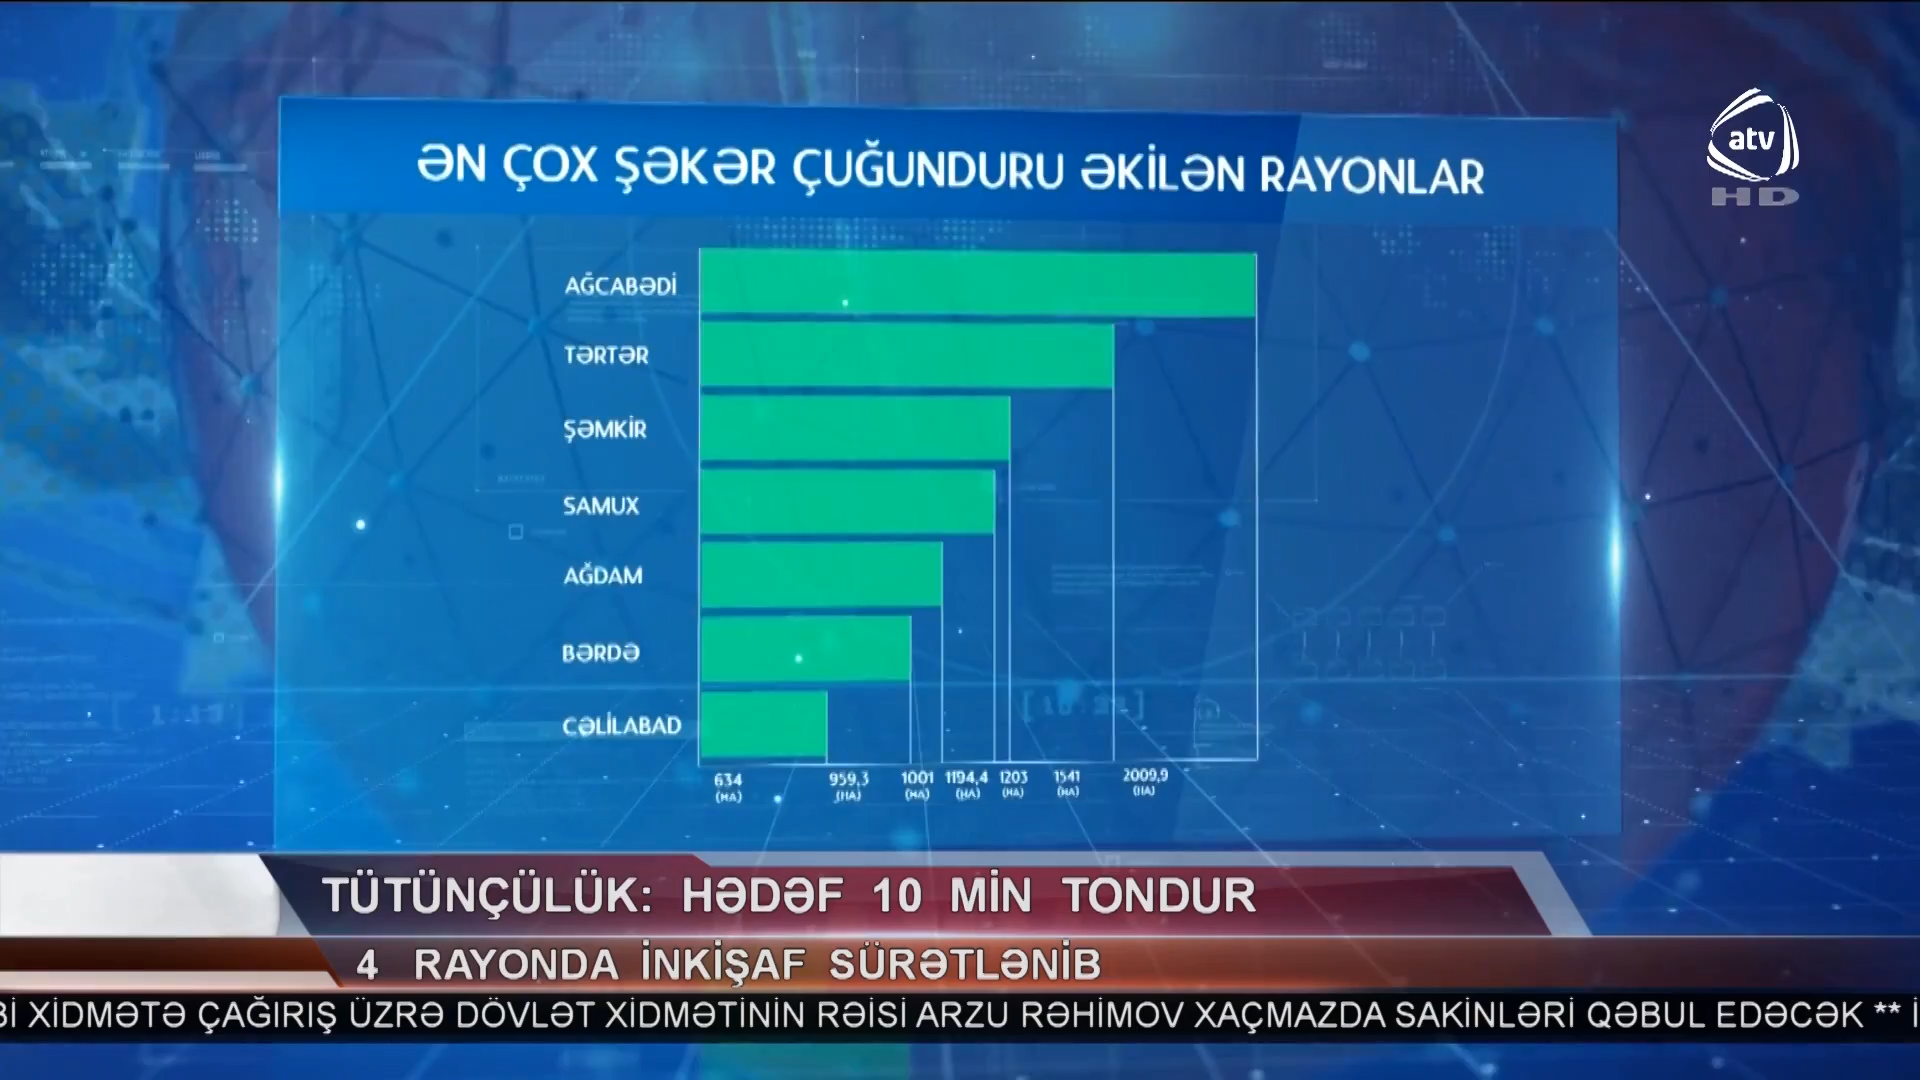 atv
HD
ƏN ÇOX ŞƏKƏR ÇUĞUNDURU ƏKİLƏN RAYONLAR
AĞCABƏDİ
TƏRTƏR
ŞƏMKİR
SAMUX
AĞDAM
BƏRDƏ
CƏLİLABAD
634 959,3 1001 1194,4 1203 1541 2009,9
(HA) (HA) (HA) (HA) (HA) (HA) (HA)
TÜTÜNÇÜLÜK: HƏDƏF 10 MİN TONDUR
4 RAYONDA İNKİŞAF SÜRƏTLƏNİB
Bİ XİDMƏTƏ ÇAĞIRIŞ ÜZRƏ DÖVLƏT XİDMƏTİNİN RƏİSİ ARZU RƏHİMOV XAÇMAZDA SAKİNLƏRİ QƏBUL EDƏCƏK ** İ